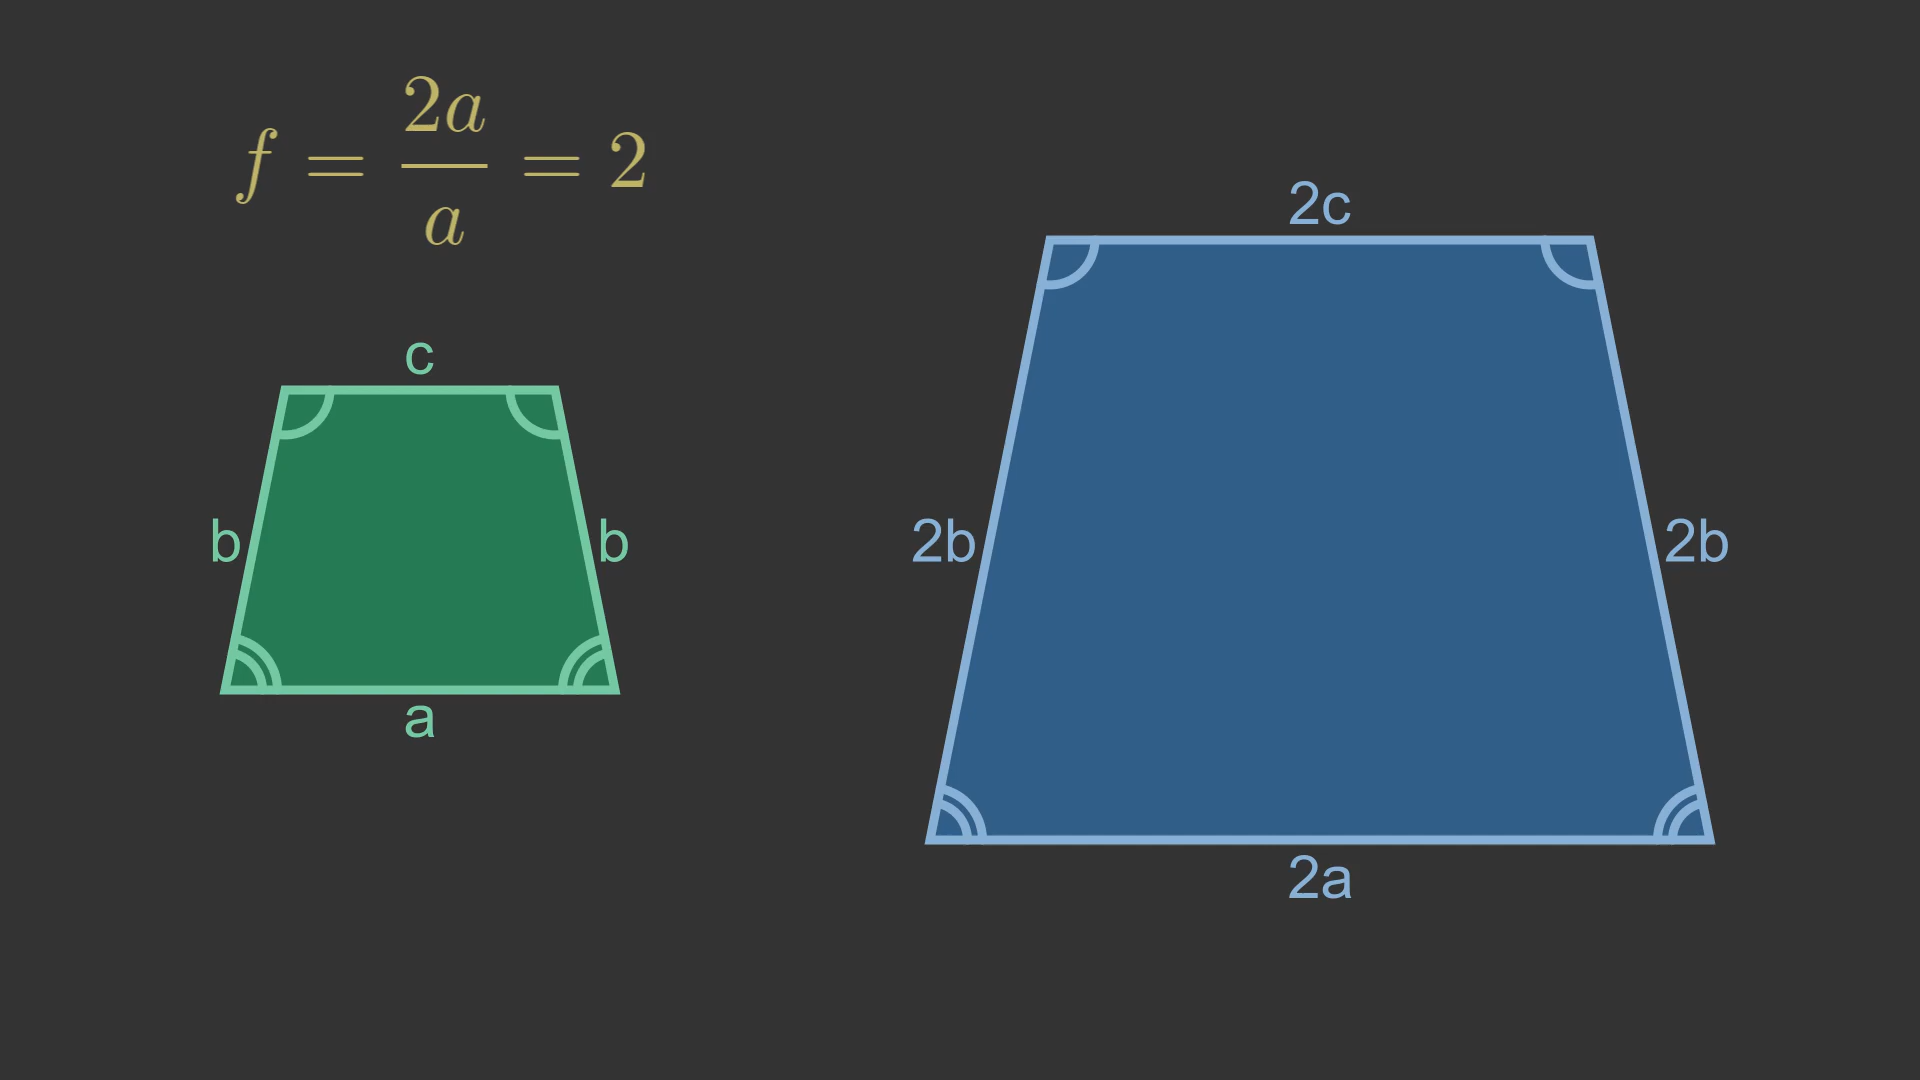 f = 2a/a = 2
c
b b
a
2c
2b 2b
2a